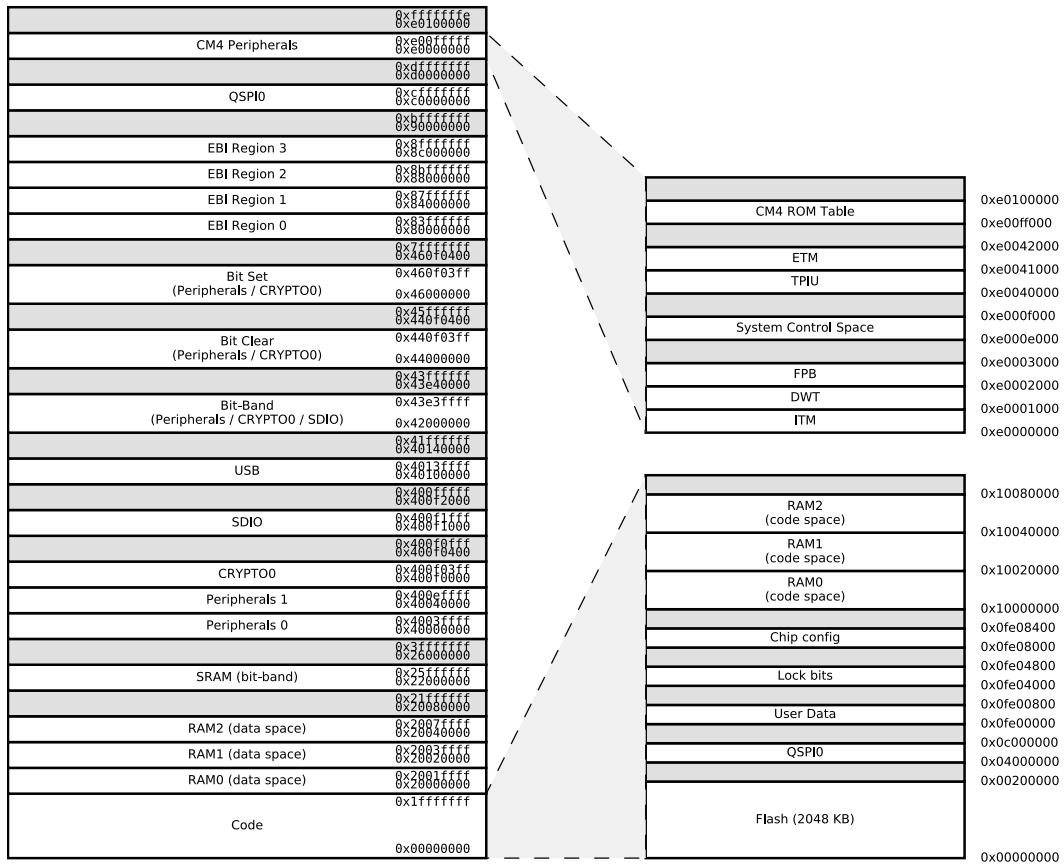 0xfffffffe
0xe0100000
CM4 Peripherals
0xe00fffff
0xe0000000
0xdfffffff
0xd0000000
QSPI0
0xcfffffff
0xc0000000
0xbfffffff
0x90000000
EBI Region 3
0x8fffffff
0x8c000000
EBI Region 2
0x8bffffff
0x88000000
EBI Region 1
0x87ffffff
0x84000000
EBI Region 0
0x83ffffff
0x80000000
0x7fffffff
0x460f0400
Bit Set
(Peripherals / CRYPTO0)
0x460f03ff
0x46000000
0x45ffffff
0x440f0400
Bit Clear
(Peripherals / CRYPTO0)
0x440f03ff
0x44000000
0x43ffffff
0x43e40000
Bit-Band
(Peripherals / CRYPTO0 / SDIO)
0x43e3ffff
0x42000000
0x41ffffff
0x40140000
USB
0x4013ffff
0x40100000
0x400fffff
0x400f2000
SDIO
0x400f1fff
0x400f1000
0x400f0fff
0x400f0400
CRYPTO0
0x400f03ff
0x400f0000
Peripherals 1
0x400effff
0x40040000
Peripherals 0
0x4003ffff
0x40000000
0x3fffffff
0x26000000
SRAM (bit-band)
0x25ffffff
0x22000000
0x21ffffff
0x20080000
RAM2 (data space)
0x2007ffff
0x20040000
RAM1 (data space)
0x2003ffff
0x20020000
RAM0 (data space)
0x2001ffff
0x20000000
Code
0x1fffffff
0x00000000
0xe0100000
CM4 ROM Table
0xe00ff000
0xe0042000
ETM
0xe0041000
TPIU
0xe0040000
0xe000f000
System Control Space
0xe000e000
0xe0003000
FPB
0xe0002000
DWT
0xe0001000
ITM
0xe0000000
0x10080000
RAM2
(code space)
0x10040000
RAM1
(code space)
0x10020000
RAM0
(code space)
0x10000000
0x0fe08400
Chip config
0x0fe08000
0x0fe04800
Lock bits
0x0fe04000
0x0fe00800
User Data
0x0fe00000
0x0c000000
QSPI0
0x04000000
0x00200000
Flash (2048 KB)
0x00000000